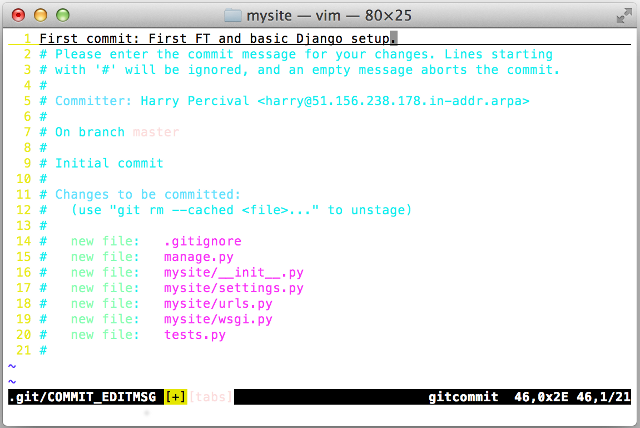 mysite — vim — 80×25
1 First commit: First FT and basic Django setup.
2 # Please enter the commit message for your changes. Lines starting
3 # with '#' will be ignored, and an empty message aborts the commit.
4 #
5 # Committer: Harry Percival <harry@51.156.238.178.in-addr.arpa>
6 #
7 # On branch master
8 #
9 # Initial commit
10 #
11 # Changes to be committed:
12 #   (use "git rm --cached <file>..." to unstage)
13 #
14 #   new file:   .gitignore
15 #   new file:   manage.py
16 #   new file:   mysite/__init__.py
17 #   new file:   mysite/settings.py
18 #   new file:   mysite/urls.py
19 #   new file:   mysite/wsgi.py
20 #   new file:   tests.py
21 #
~
~
.git/COMMIT_EDITMSG [+][tabs] gitcommit 46,0x2E 46,1/21